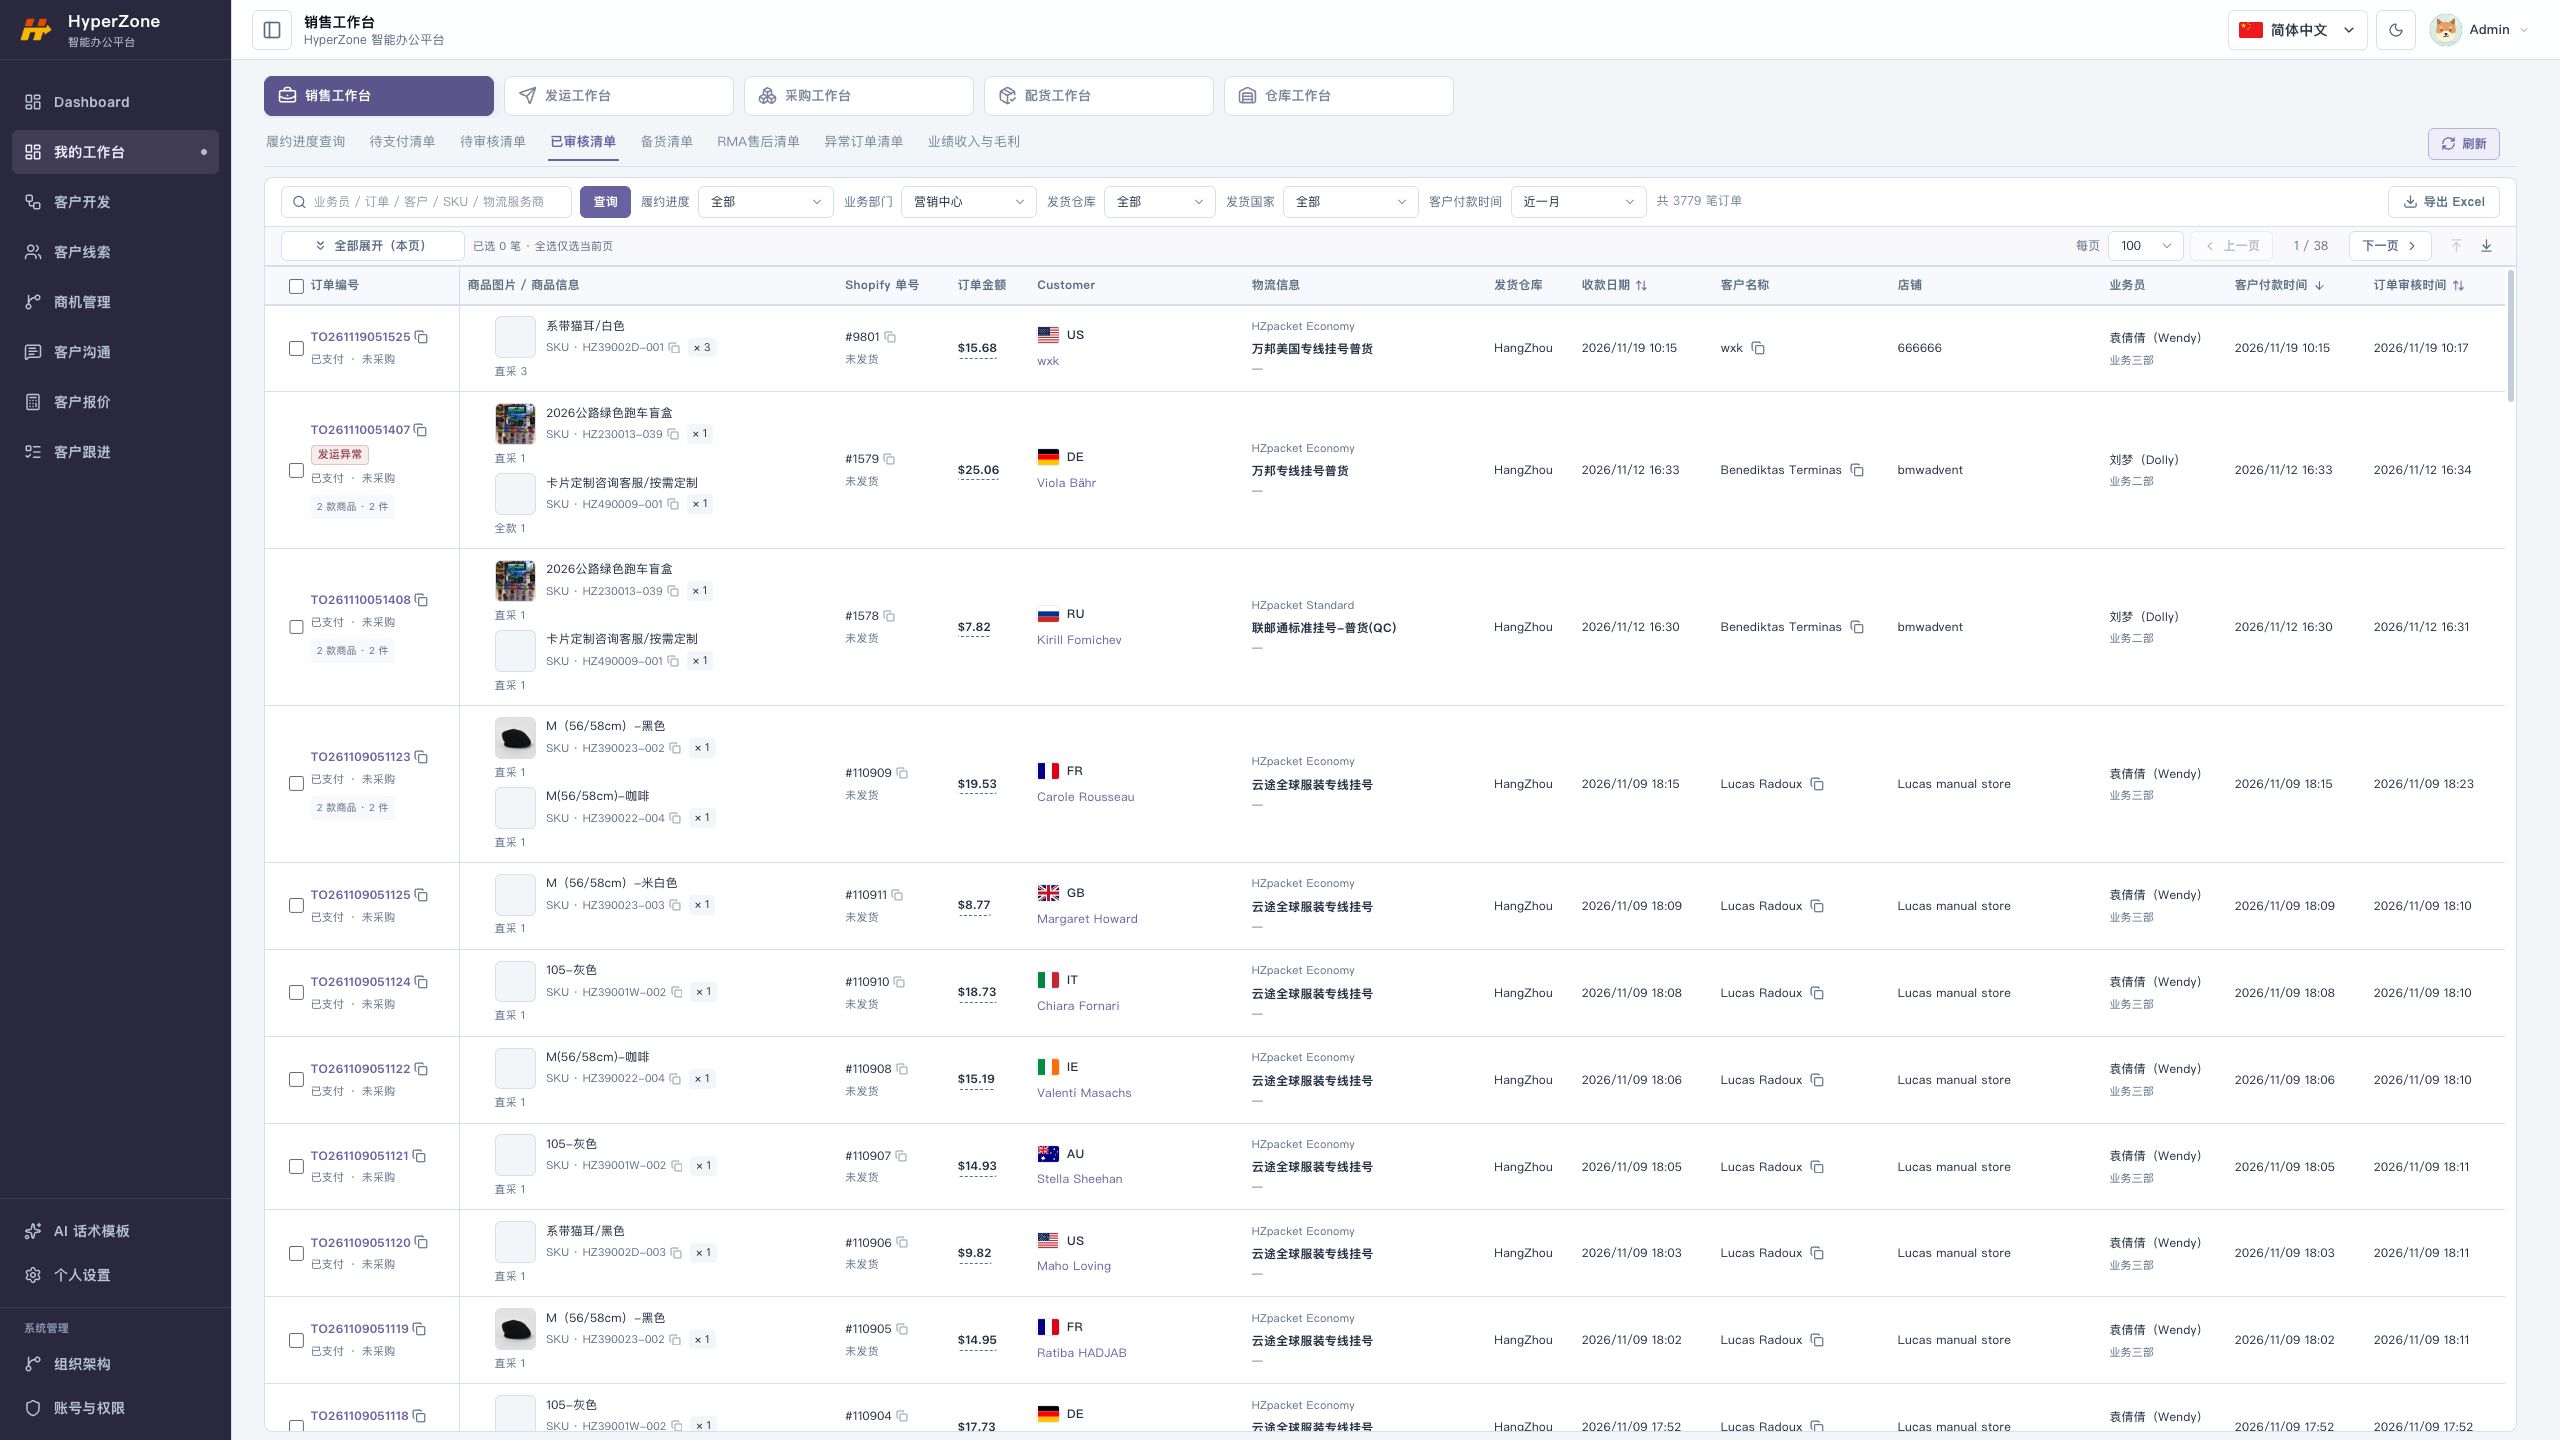 HyperZone
智能办公平台
Dashboard
我的工作台
客户开发
客户线索
商机管理
客户沟通
客户报价
客户跟进
AI 话术模板
个人设置
系统管理
组织架构
账号与权限
销售工作台
HyperZone 智能办公平台
简体中文
Admin
销售工作台 发运工作台 采购工作台 配货工作台 仓库工作台
履约进度查询 待支付清单 待审核清单 已审核清单 备货清单 RMA售后清单 异常订单清单 业绩收入与毛利
刷新
业务员 / 订单 / 客户 / SKU / 物流服务商 查询 履约进度 全部 业务部门 营销中心 发货仓库 全部 发货国家 全部 客户付款时间 近一月 共 3779 笔订单 导出 Excel
全部展开（本页） 已选 0 笔 · 全选仅选当前页 每页 100 上一页 1 / 38 下一页
订单编号 商品图片 / 商品信息 Shopify 单号 订单金额 Customer 物流信息 发货仓库 收款日期 客户名称 店铺 业务员 客户付款时间 订单审核时间
TO261119051525
已支付 · 未采购
系带猫耳/白色
SKU · HZ39002D-001 × 3
直采 3
#9801
未发货
$15.68
US
wxk
HZpacket Economy
万邦美国专线挂号普货
—
HangZhou
2026/11/19 10:15
wxk
666666
袁倩倩（Wendy)
业务三部
2026/11/19 10:15
2026/11/19 10:17
TO261110051407
发运异常
已支付 · 未采购
2 款商品 · 2 件
2026公路绿色跑车盲盒
SKU · HZ230013-039 × 1
直采 1
卡片定制咨询客服/按需定制
SKU · HZ490009-001 × 1
全款 1
#1579
未发货
$25.06
DE
Viola Bähr
HZpacket Economy
万邦专线挂号普货
—
HangZhou
2026/11/12 16:33
Benediktas Terminas
bmwadvent
刘梦（Dolly)
业务二部
2026/11/12 16:33
2026/11/12 16:34
TO261110051408
已支付 · 未采购
2 款商品 · 2 件
2026公路绿色跑车盲盒
SKU · HZ230013-039 × 1
直采 1
卡片定制咨询客服/按需定制
SKU · HZ490009-001 × 1
直采 1
#1578
未发货
$7.82
RU
Kirill Fomichev
HZpacket Standard
联邮通标准挂号-普货(QC)
—
HangZhou
2026/11/12 16:30
Benediktas Terminas
bmwadvent
刘梦（Dolly)
业务二部
2026/11/12 16:30
2026/11/12 16:31
TO261109051123
已支付 · 未采购
2 款商品 · 2 件
M（56/58cm）-黑色
SKU · HZ390023-002 × 1
直采 1
M(56/58cm)-咖啡
SKU · HZ390022-004 × 1
直采 1
#110909
未发货
$19.53
FR
Carole Rousseau
HZpacket Economy
云途全球服装专线挂号
—
HangZhou
2026/11/09 18:15
Lucas Radoux
Lucas manual store
袁倩倩（Wendy)
业务三部
2026/11/09 18:15
2026/11/09 18:23
TO261109051125
已支付 · 未采购
M（56/58cm）-米白色
SKU · HZ390023-003 × 1
直采 1
#110911
未发货
$8.77
GB
Margaret Howard
HZpacket Economy
云途全球服装专线挂号
—
HangZhou
2026/11/09 18:09
Lucas Radoux
Lucas manual store
袁倩倩（Wendy)
业务三部
2026/11/09 18:09
2026/11/09 18:10
TO261109051124
已支付 · 未采购
105-灰色
SKU · HZ39001W-002 × 1
直采 1
#110910
未发货
$18.73
IT
Chiara Fornari
HZpacket Economy
云途全球服装专线挂号
—
HangZhou
2026/11/09 18:08
Lucas Radoux
Lucas manual store
袁倩倩（Wendy)
业务三部
2026/11/09 18:08
2026/11/09 18:10
TO261109051122
已支付 · 未采购
M(56/58cm)-咖啡
SKU · HZ390022-004 × 1
直采 1
#110908
未发货
$15.19
IE
Valentí Masachs
HZpacket Economy
云途全球服装专线挂号
—
HangZhou
2026/11/09 18:06
Lucas Radoux
Lucas manual store
袁倩倩（Wendy)
业务三部
2026/11/09 18:06
2026/11/09 18:10
TO261109051121
已支付 · 未采购
105-灰色
SKU · HZ39001W-002 × 1
直采 1
#110907
未发货
$14.93
AU
Stella Sheehan
HZpacket Economy
云途全球服装专线挂号
—
HangZhou
2026/11/09 18:05
Lucas Radoux
Lucas manual store
袁倩倩（Wendy)
业务三部
2026/11/09 18:05
2026/11/09 18:11
TO261109051120
已支付 · 未采购
系带猫耳/黑色
SKU · HZ39002D-003 × 1
直采 1
#110906
未发货
$9.82
US
Maho Loving
HZpacket Economy
云途全球服装专线挂号
—
HangZhou
2026/11/09 18:03
Lucas Radoux
Lucas manual store
袁倩倩（Wendy)
业务三部
2026/11/09 18:03
2026/11/09 18:11
TO261109051119
已支付 · 未采购
M（56/58cm）-黑色
SKU · HZ390023-002 × 1
直采 1
#110905
未发货
$14.95
FR
Ratiba HADJAB
HZpacket Economy
云途全球服装专线挂号
—
HangZhou
2026/11/09 18:02
Lucas Radoux
Lucas manual store
袁倩倩（Wendy)
业务三部
2026/11/09 18:02
2026/11/09 18:11
TO261109051118
105-灰色
SKU · HZ39001W-002 × 1
#110904
$17.73
DE
HZpacket Economy
云途全球服装专线挂号
HangZhou
2026/11/09 17:52
Lucas Radoux
Lucas manual store
袁倩倩（Wendy)
2026/11/09 17:52
2026/11/09 17:52